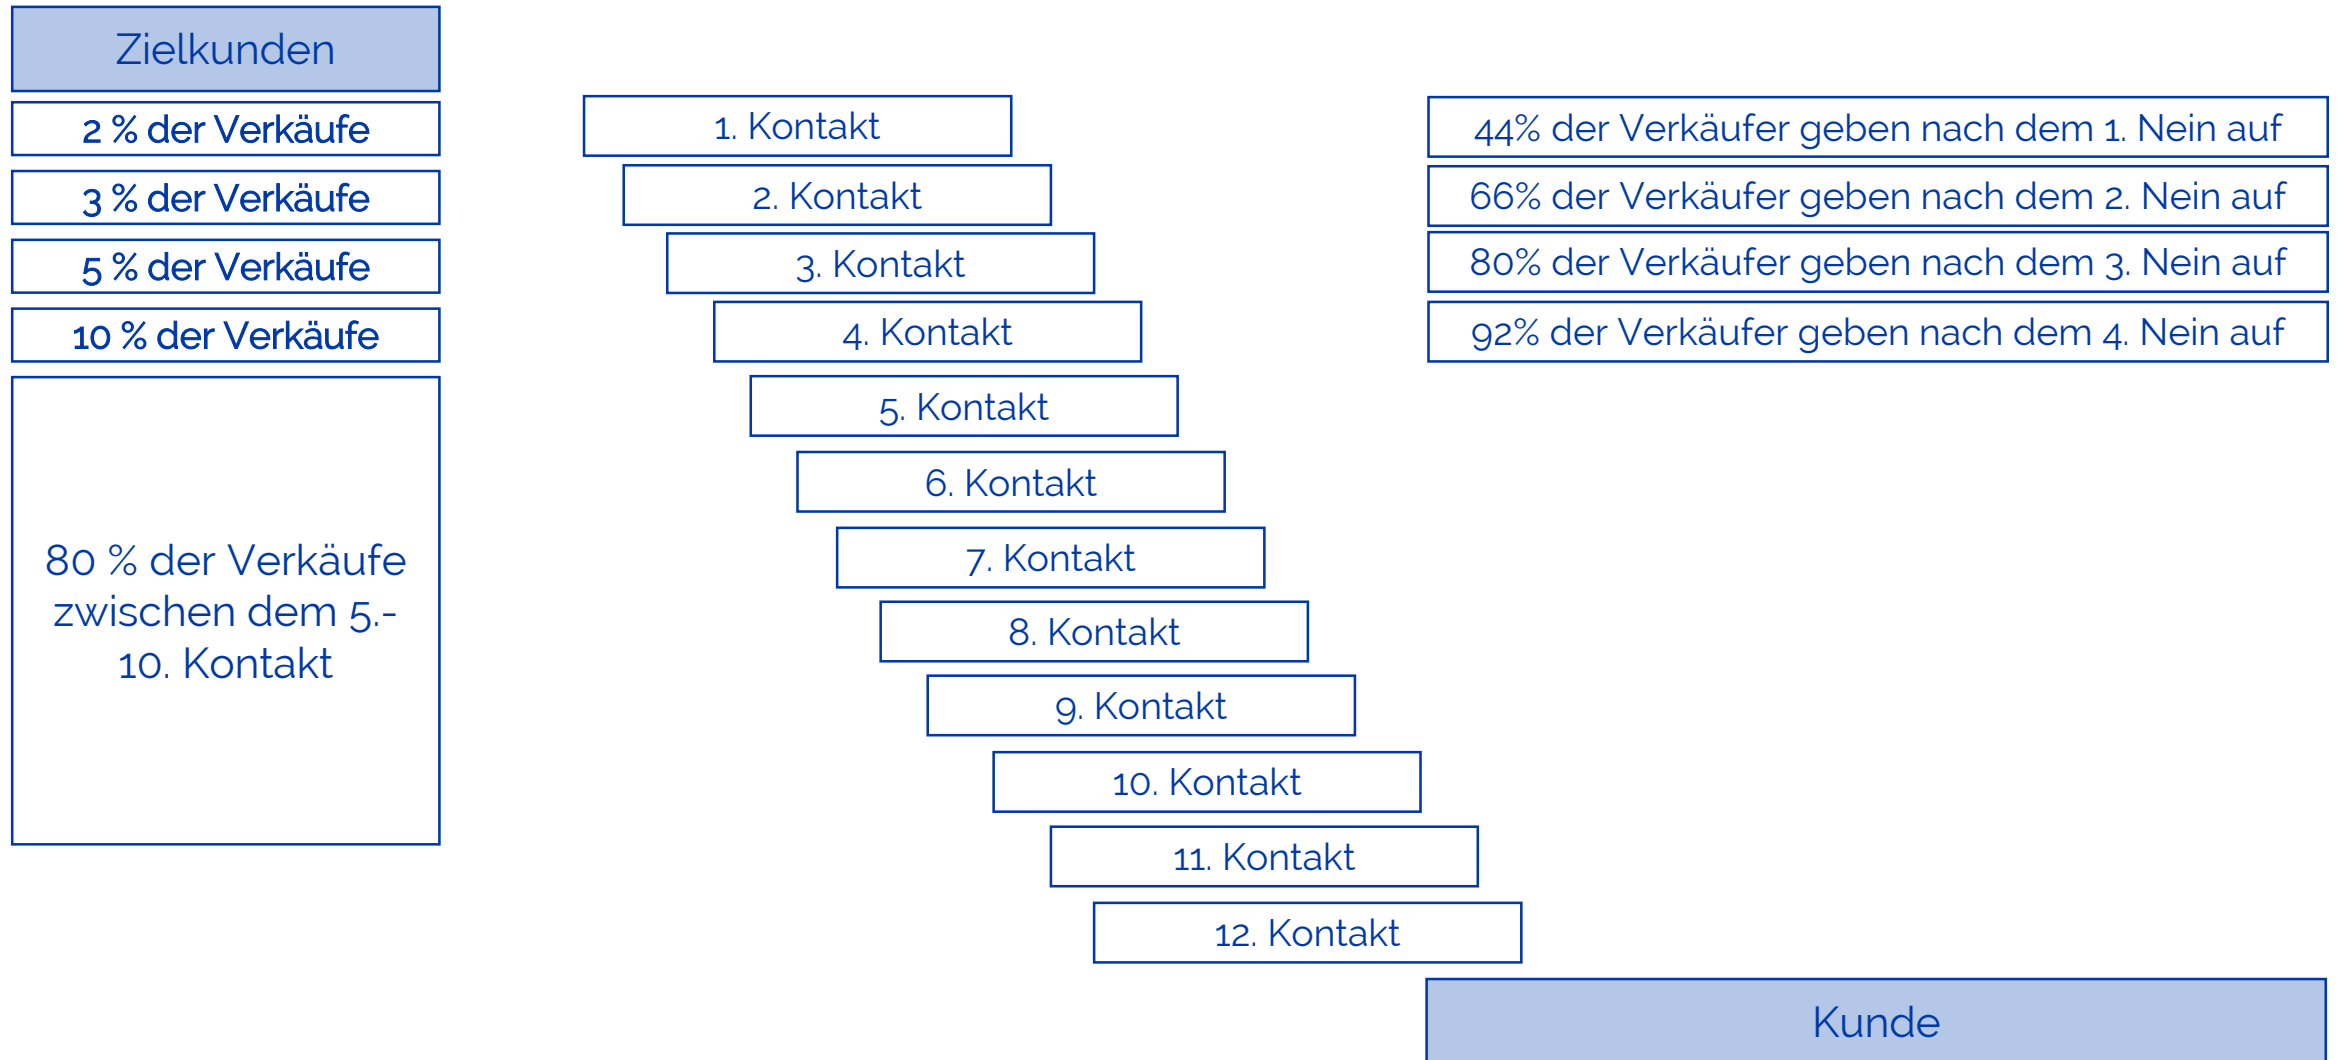 Zielkunden
2 % der Verkäufe
3 % der Verkäufe
5 % der Verkäufe
10 % der Verkäufe
80 % der Verkäufe
zwischen dem 5.-
10. Kontakt
1. Kontakt
2. Kontakt
3. Kontakt
4. Kontakt
5. Kontakt
6. Kontakt
7. Kontakt
8. Kontakt
9. Kontakt
10. Kontakt
11. Kontakt
12. Kontakt
44% der Verkäufer geben nach dem 1. Nein auf
66% der Verkäufer geben nach dem 2. Nein auf
80% der Verkäufer geben nach dem 3. Nein auf
92% der Verkäufer geben nach dem 4. Nein auf
Kunde